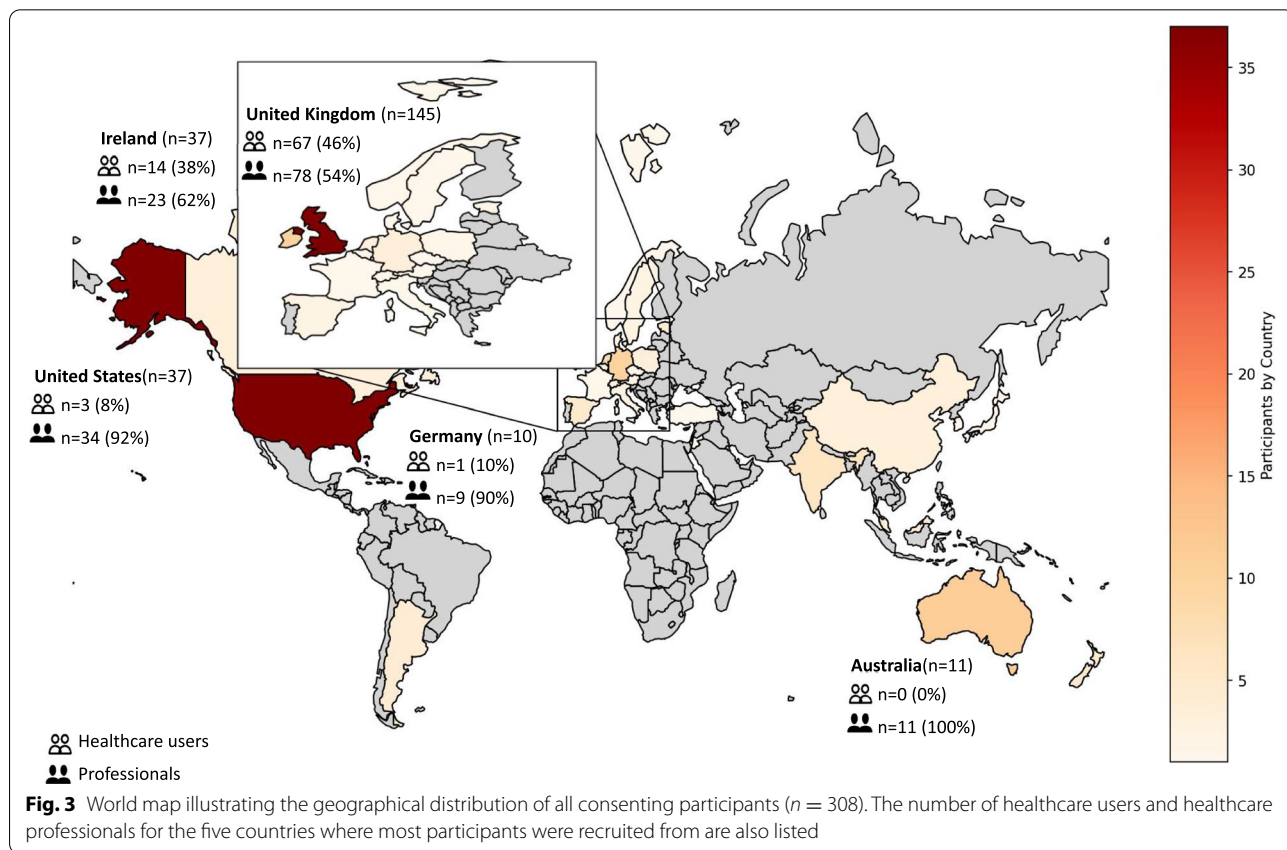 United Kingdom (n=145)
n=67 (46%)
n=78 (54%)
Ireland (n=37)
n=14 (38%)
n=23 (62%)
United States(n=37)
n=3 (8%)
n=34 (92%)
Germany (n=10)
n=1 (10%)
n=9 (90%)
Australia(n=11)
n=0 (0%)
n=11 (100%)
Healthcare users
Professionals
35
30
25
20
15
10
5
Participants by Country
Fig. 3 World map illustrating the geographical distribution of all consenting participants (n = 308). The number of healthcare users and healthcare
professionals for the five countries where most participants were recruited from are also listed